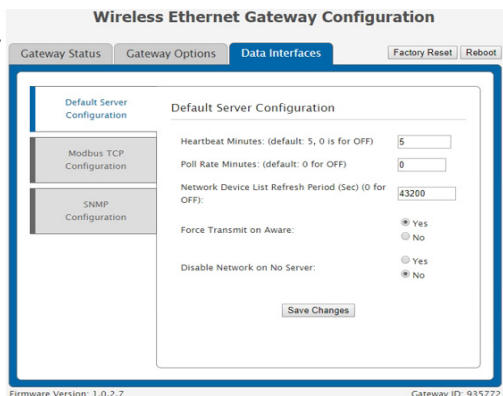 Wireless Ethernet Gateway Configuration
Gateway Status
Gateway Options
Data Interfaces
Factory Reset
Reboot
Default Server
Configuration
Modbus TCP
Configuration
SNMP
Configuration
Default Server Configuration
Heartbeat Minutes: (default: 5, 0 is for OFF)
5
Poll Rate Minutes: (default: 0 for OFF)
0
Network Device List Refresh Period (Sec) (0 for
OFF):
43200
Force Transmit on Aware:
Yes
No
Disable Network on No Server:
Yes
No
Save Changes
Firmware Version: 1.0.2.7
Gateway ID: 935772